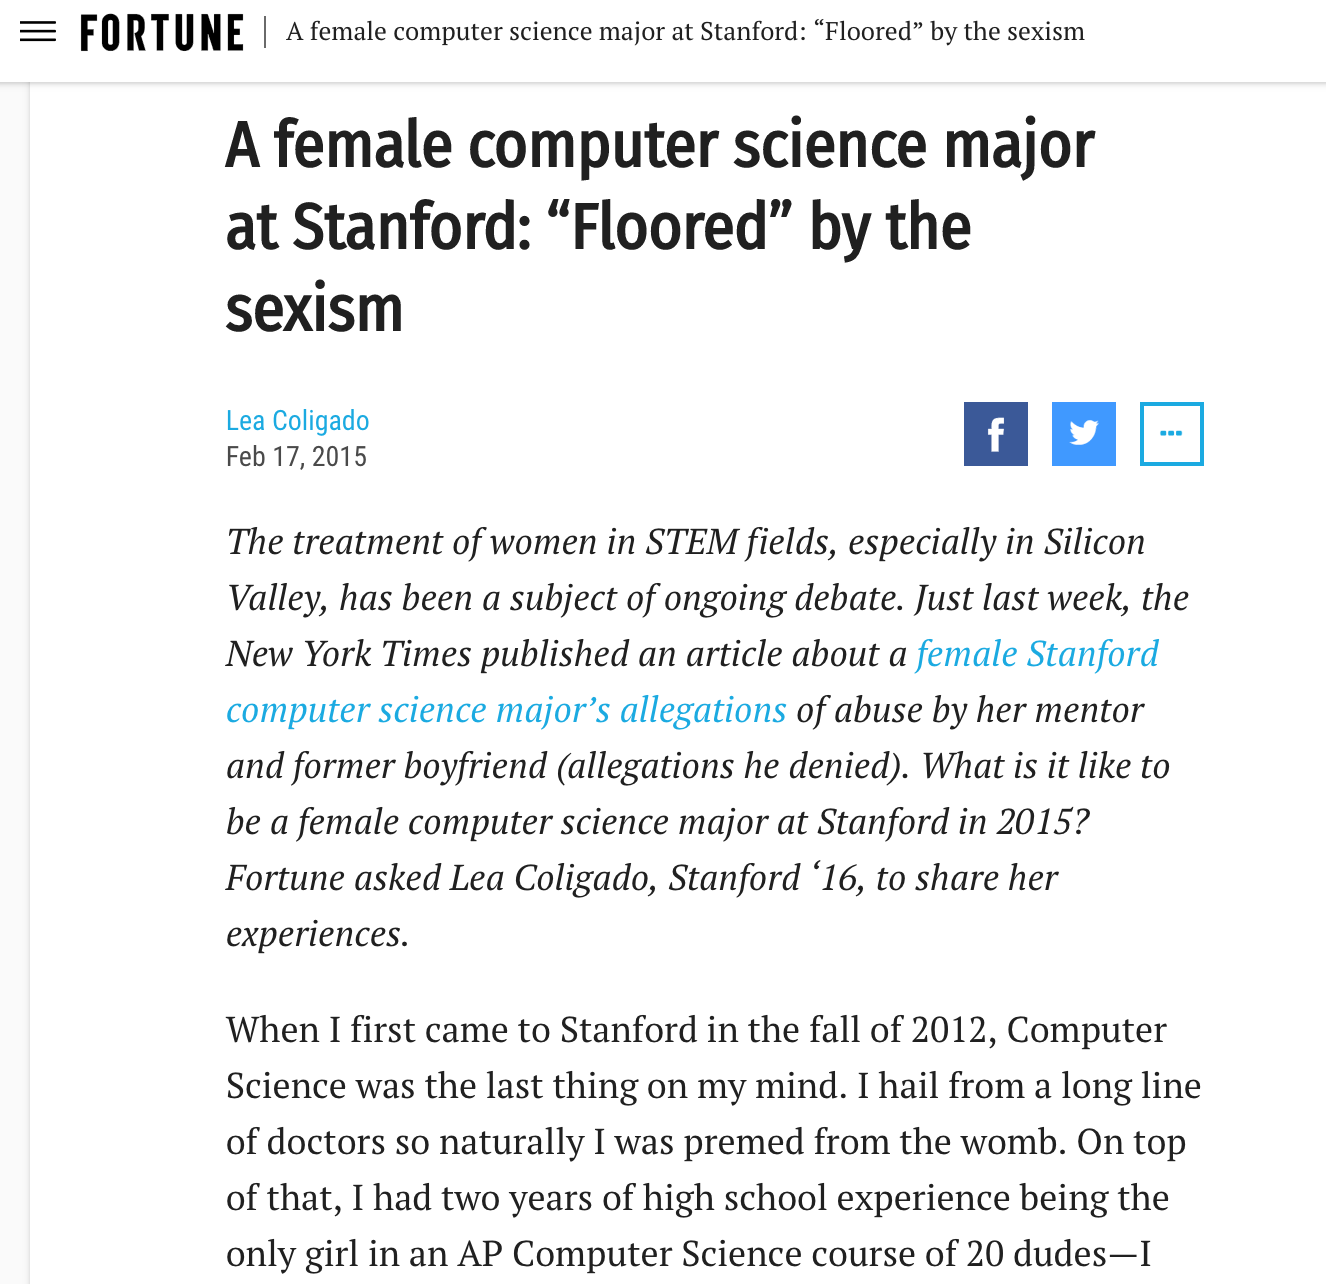 FORTUNE
A female computer science major at Stanford: “Floored” by the sexism
A female computer science major
at Stanford: “Floored” by the
sexism
Lea Coligado
Feb 17, 2015
The treatment of women in STEM fields, especially in Silicon
Valley, has been a subject of ongoing debate. Just last week, the
New York Times published an article about a female Stanford
computer science major’s allegations of abuse by her mentor
and former boyfriend (allegations he denied). What is it like to
be a female computer science major at Stanford in 2015?
Fortune asked Lea Coligado, Stanford ‘16, to share her
experiences.
When I first came to Stanford in the fall of 2012, Computer
Science was the last thing on my mind. I hail from a long line
of doctors so naturally I was premed from the womb. On top
of that, I had two years of high school experience being the
only girl in an AP Computer Science course of 20 dudes—I